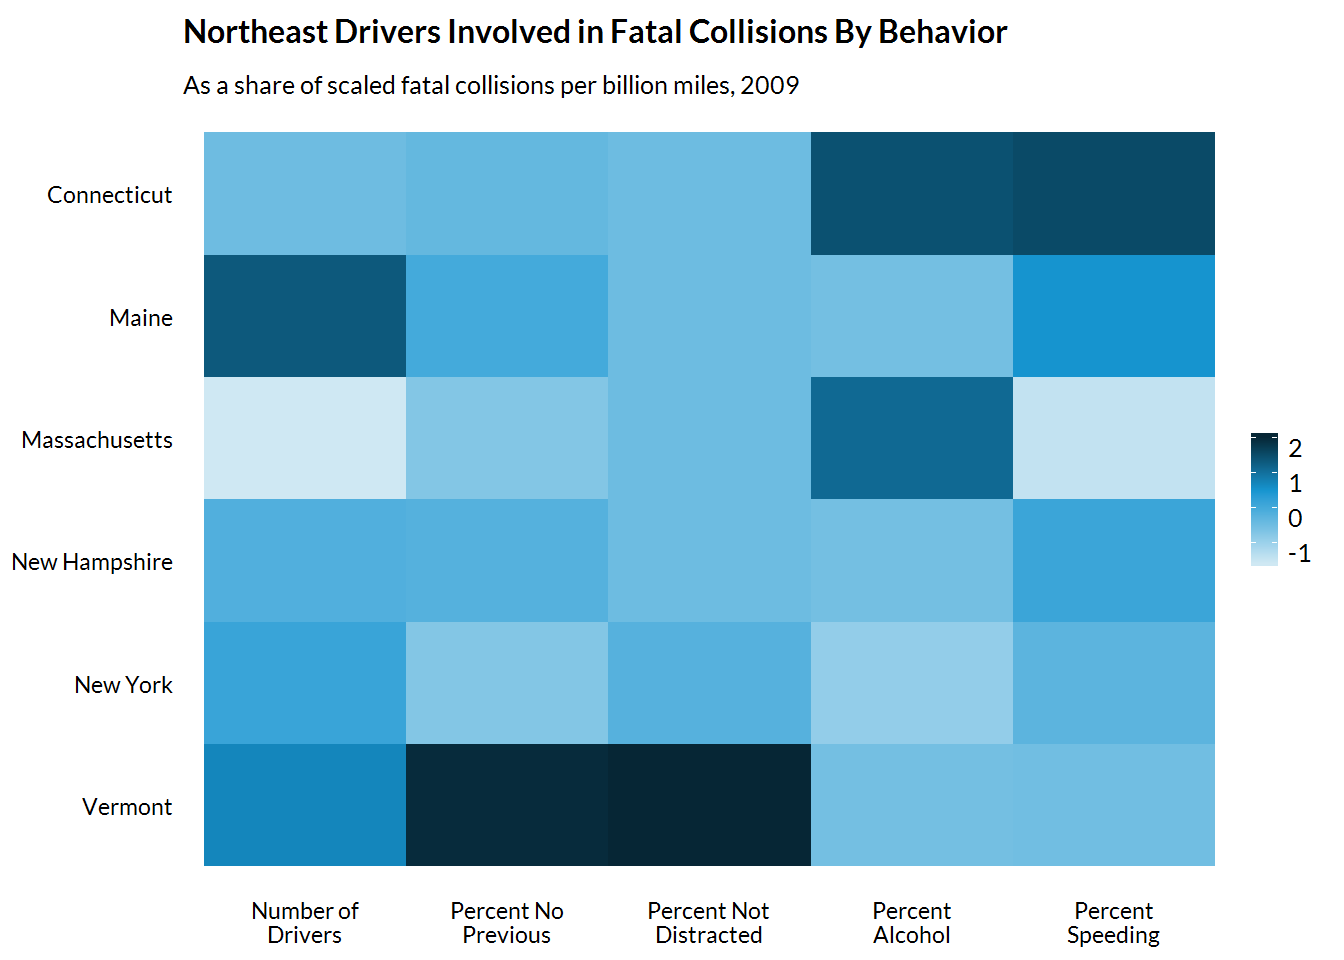 Northeast Drivers Involved in Fatal Collisions By Behavior
As a share of scaled fatal collisions per billion miles, 2009
Connecticut
Maine
Massachusetts
New Hampshire
New York
Vermont
2
1
0
-1
Number of
Drivers
Percent No
Previous
Percent Not
Distracted
Percent
Alcohol
Percent
Speeding